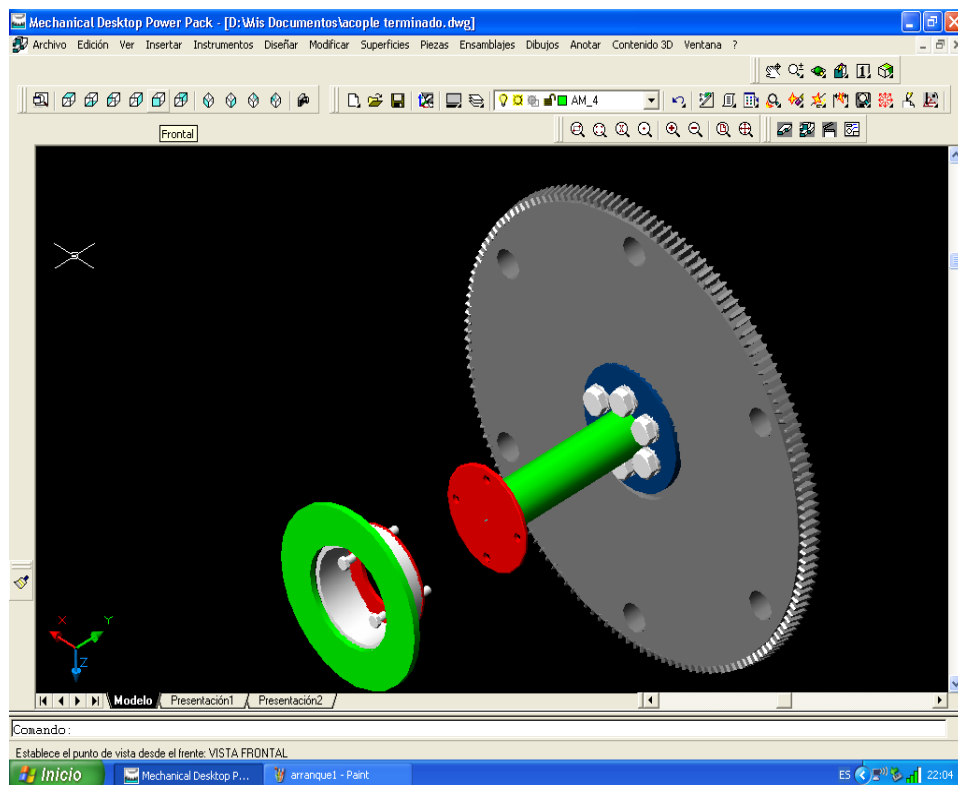 Mechanical Desktop Power Pack - [D:\Mis Documentos\acople terminado.dwg]
Archivo Edición Ver Insertar Instrumentos Diseñar Modificar Superficies Piezas Ensamblajes Dibujos Anotar Contenido 3D Ventana ?
AM_4
Frontal
X Y
Z
Modelo Presentación1 Presentación2
Comando:
Establece el punto de vista desde el frente: VISTA FRONTAL
Inicio Mechanical Desktop P... arranque1 - Paint ES 22:04